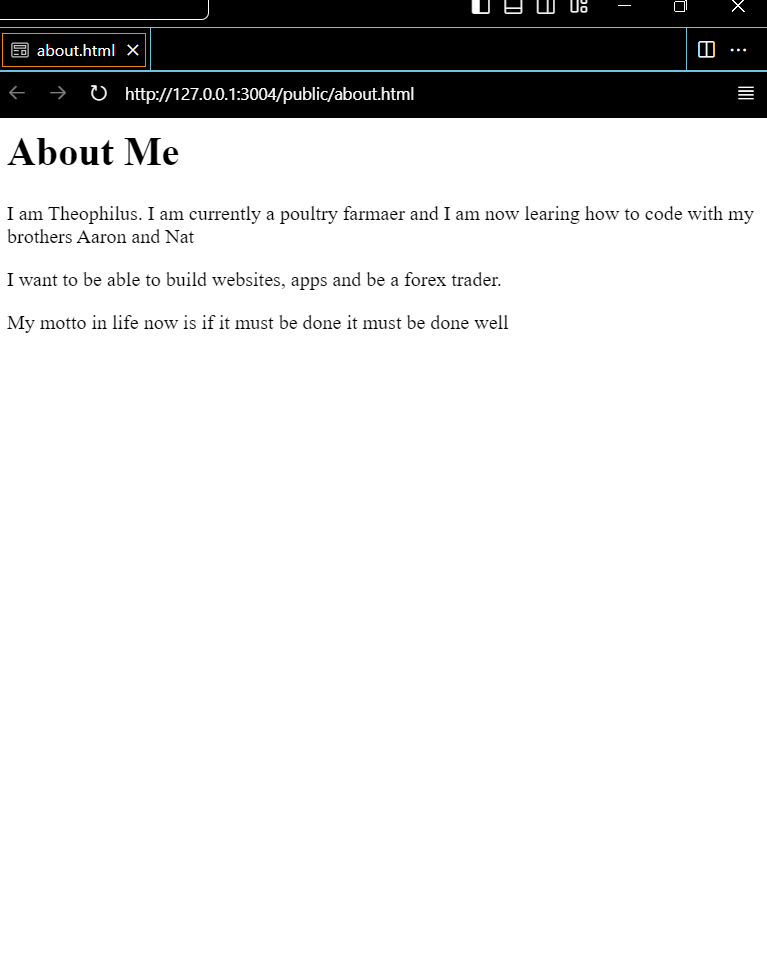 about.html
http://127.0.0.1:3004/public/about.html
About Me
I am Theophilus. I am currently a poultry farmaer and I am now learing how to code with my
brothers Aaron and Nat
I want to be able to build websites, apps and be a forex trader.
My motto in life now is if it must be done it must be done well